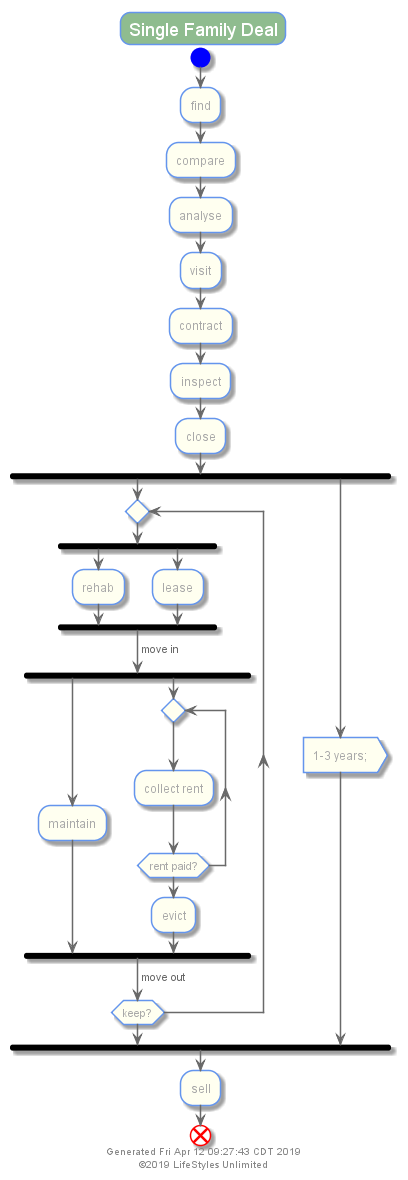 Single Family Deal
find
compare
analyse
visit
contract
inspect
close
rehab
lease
move in
1-3 years;
collect rent
maintain
rent paid?
evict
move out
keep?
sell
Generated Fri Apr 12 09:27:43 CDT 2019
©2019 LifeStyles Unlimited